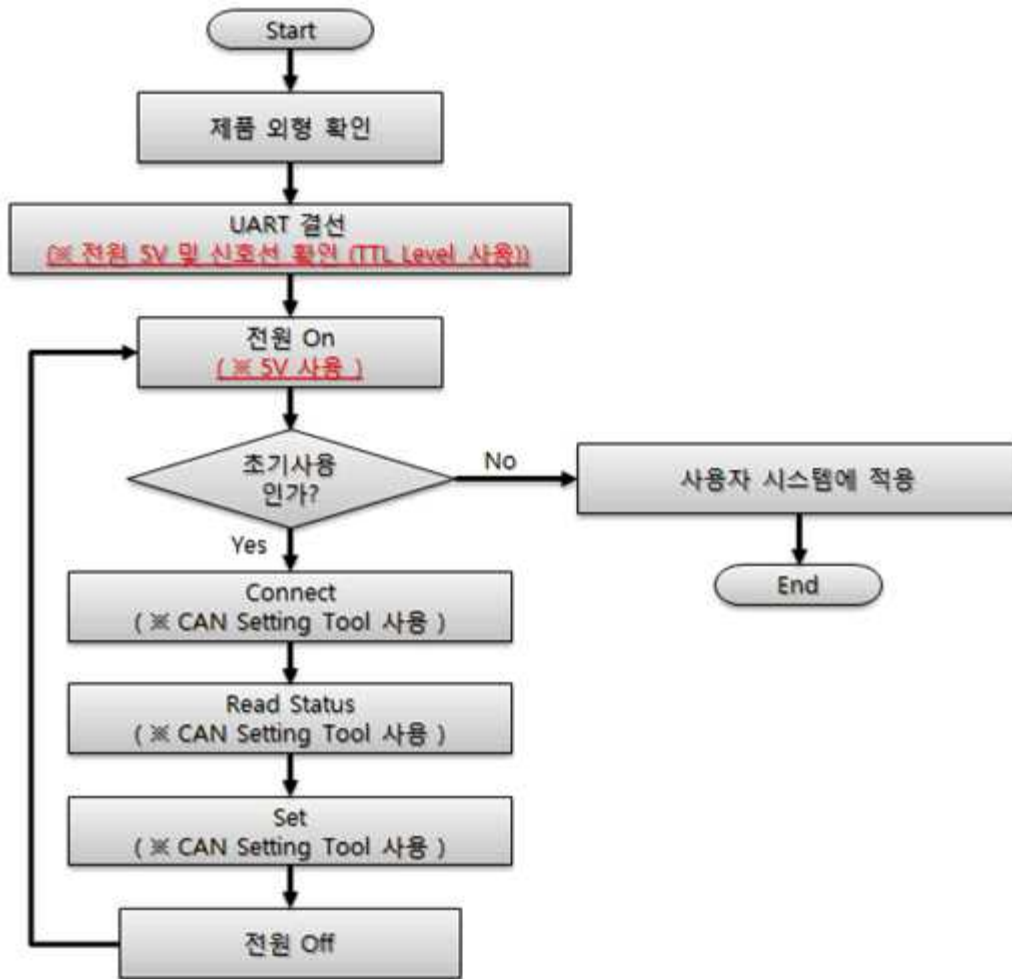 Start
제품 외형 확인
UART 결선
(※ 전원 5V 및 신호선 확인 (TTL Level 사용))
전원 On
( ※ 5V 사용 )
초기사용
인가?
No
사용자 시스템에 적용
Yes
End
Connect
( ※ CAN Setting Tool 사용 )
Read Status
( ※ CAN Setting Tool 사용 )
Set
( ※ CAN Setting Tool 사용 )
전원 Off